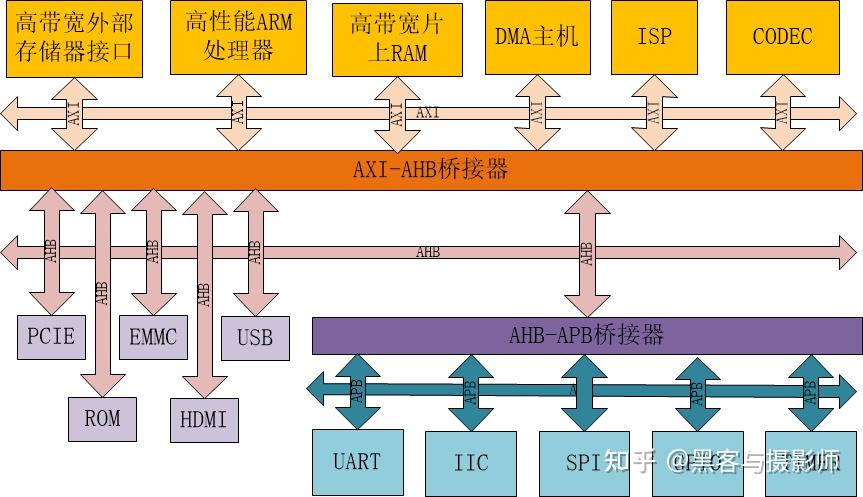 高带宽外部
存储器接口
高性能ARM
处理器
高带宽片
上RAM
DMA主机
ISP
CODEC
AXI
AXI
AXI
AXI
AXI
AXI
AXI
AXI-AHB桥接器
AHB
AHB
AHB
AHB
AHB
AHB
AHB
PCIE
EMMC
USB
ROM
HDMI
AHB-APB桥接器
APB
APB
APB
APB
UART
IIC
SPI
知乎 @黑客与摄影师